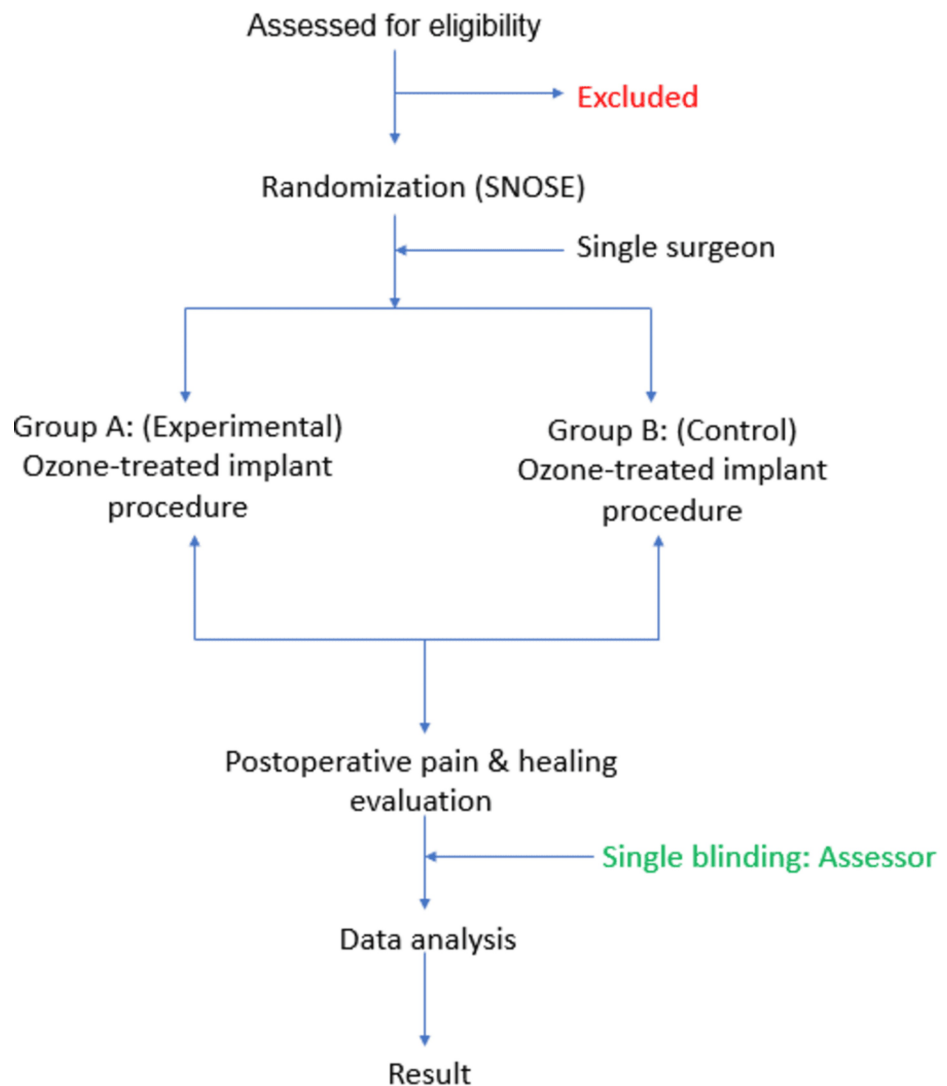 Assessed for eligibility
Excluded
Randomization (SNOSE)
Single surgeon
Group A: (Experimental)
Ozone-treated implant
procedure
Group B: (Control)
Ozone-treated implant
procedure
Postoperative pain & healing
evaluation
Single blinding: Assessor
Data analysis
Result